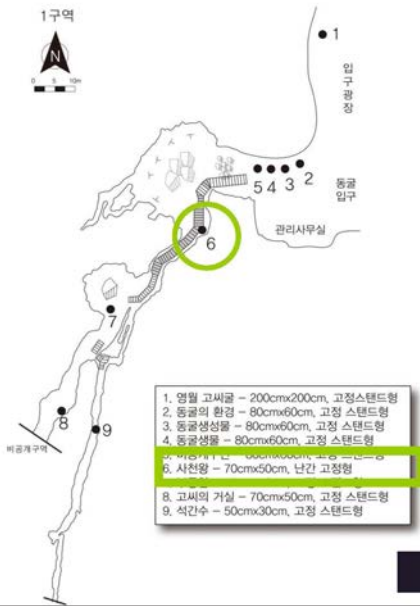 1구역
N
0 5 10m
1
입구광장
5 4 3 2
동굴
입구
관리사무실
6
7
8
9
비공개구역
1. 영월 고씨굴 – 200cmx200cm, 고정스탠드형
2. 동굴의 환경 – 80cmx60cm, 고정 스탠드형
3. 동굴생성물 – 80cmx60cm, 고정 스탠드형
4. 동굴생물 – 80cmx60cm, 고정 스탠드형
6. 사천왕 – 70cmx50cm, 난간 고정형
8. 고씨의 거실 – 70cmx50cm, 고정 스탠드형
9. 석간수 – 50cmx30cm, 고정 스탠드형